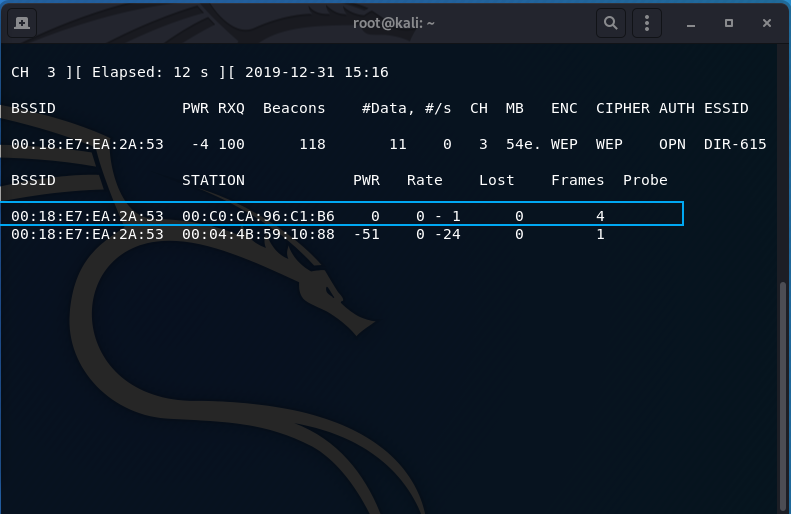 root@kali: ~
CH  3 ][ Elapsed: 12 s ][ 2019-12-31 15:16
BSSID              PWR RXQ  Beacons    #Data, #/s  CH  MB   ENC  CIPHER AUTH ESSID
00:18:E7:EA:2A:53   -4 100      118       11    0   3  54e. WEP  WEP    OPN  DIR-615
BSSID              STATION            PWR   Rate    Lost    Frames  Probe
00:18:E7:EA:2A:53  00:C0:CA:96:C1:B6    0    0 - 1      0        4
00:18:E7:EA:2A:53  00:04:4B:59:10:88  -51    0 -24      0        1